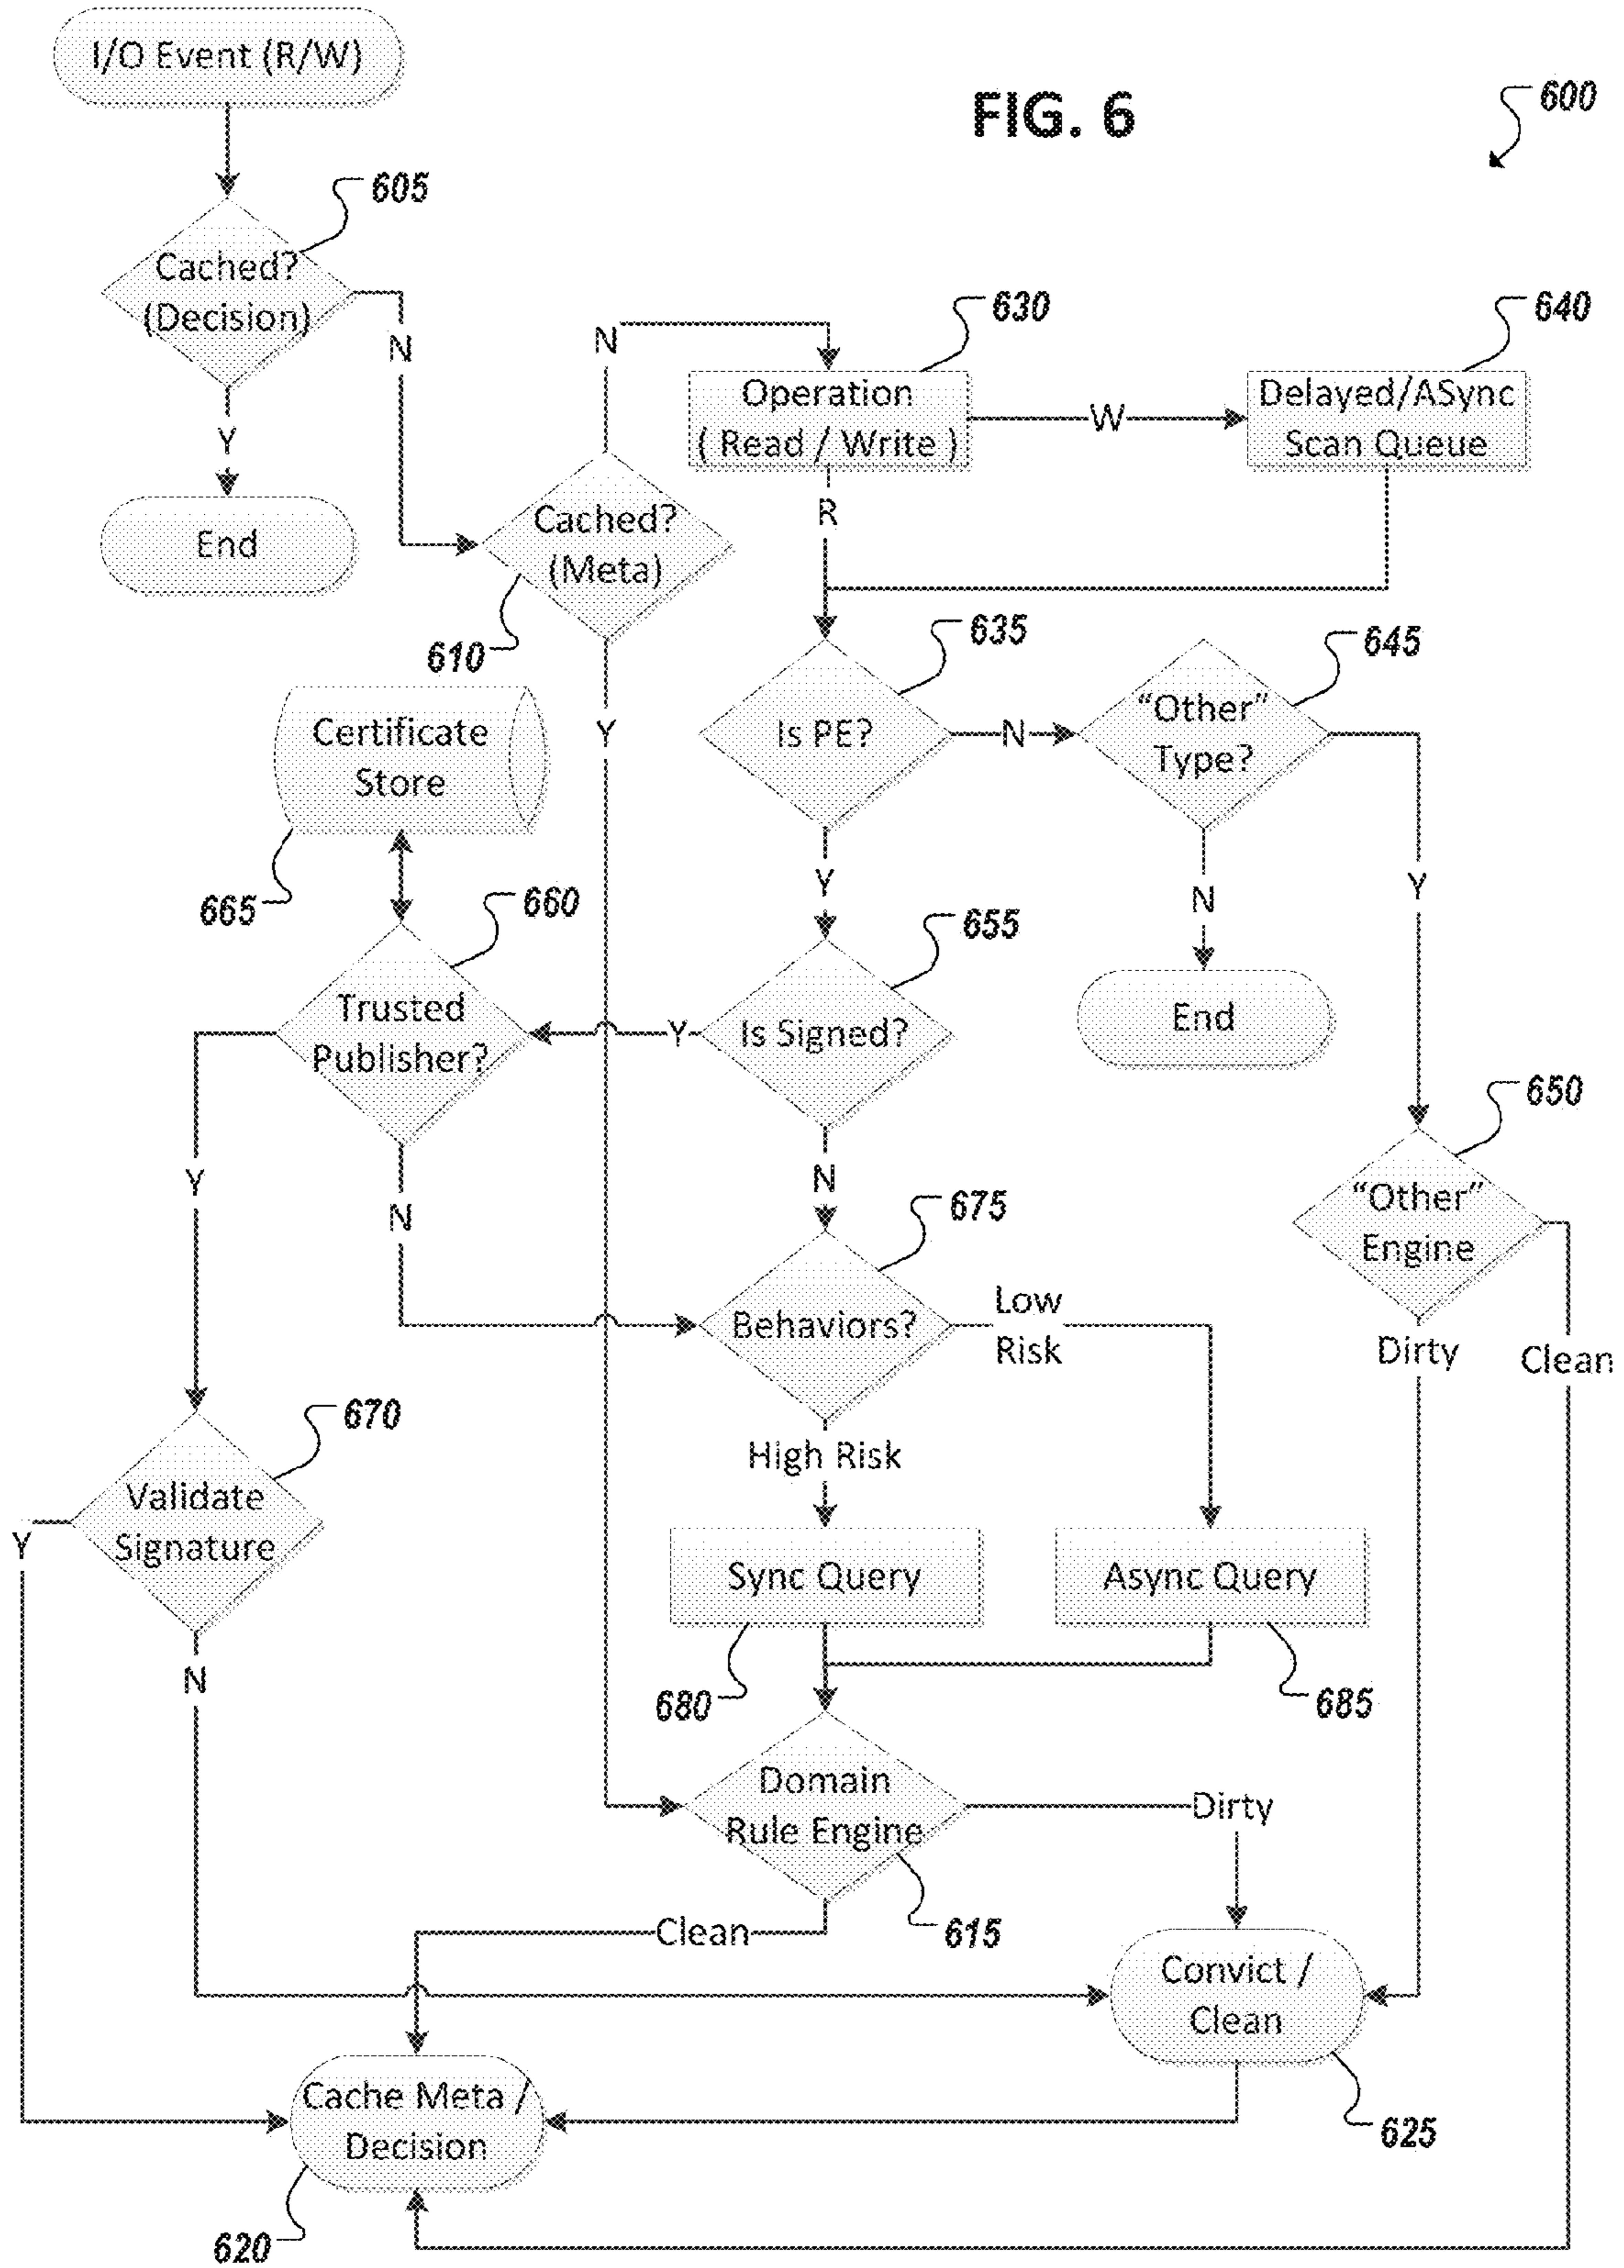 I/O Event (R/W)
FIG. 6
600
605
Cached?
(Decision)
N
Y
End
N
630
Operation
( Read / Write )
W
640
Delayed/ASync
Scan Queue
R
Cached?
(Meta)
610
Y
635
Is PE?
N
645
“Other”
Type?
Y
N
End
Certificate
Store
665
660
Trusted
Publisher?
Y
655
Is Signed?
Y
Y
N
N
650
“Other”
Engine
Dirty
Clean
675
Behaviors?
Low
Risk
High Risk
670
Validate
Signature
Y
N
Sync Query
680
Async Query
685
Domain
Rule Engine
Dirty
615
Clean
Convict /
Clean
625
Cache Meta /
Decision
620